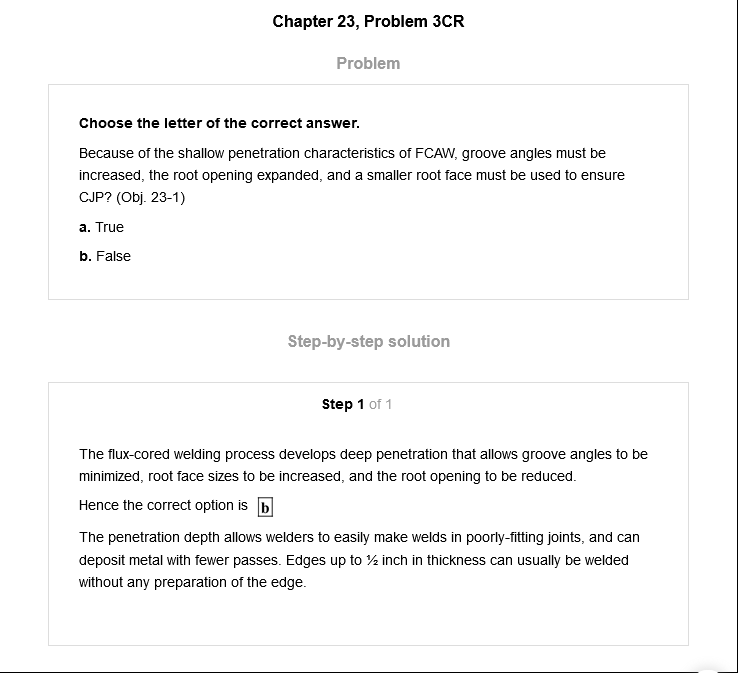 Chapter 23, Problem 3CR
Problem
Choose the letter of the correct answer.
Because of the shallow penetration characteristics of FCAW, groove angles must be
increased, the root opening expanded, and a smaller root face must be used to ensure
CJP? (Obj. 23-1)
a. True
b. False
Step-by-step solution
Step 1 of 1
The flux-cored welding process develops deep penetration that allows groove angles to be
minimized, root face sizes to be increased, and the root opening to be reduced.
Hence the correct option is b
The penetration depth allows welders to easily make welds in poorly-fitting joints, and can
deposit metal with fewer passes. Edges up to ½ inch in thickness can usually be welded
without any preparation of the edge.